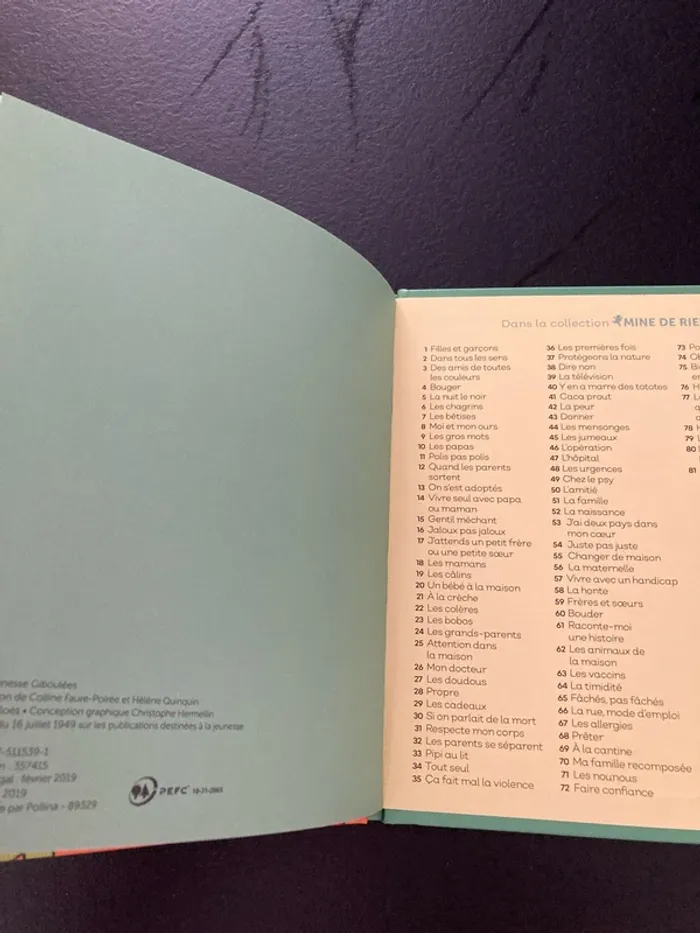 nesse Giboulées
on de Colline Faure-Poirée et Hélène Quinquin
• Conception graphique Christophe Hermellin
du 16 juillet 1949 sur les publications destinées à la jeunesse
7-511539-1
n : 357415
gal : février 2019
2019
e par Pollina - 89529
PEFC 10-31-2065
Dans la collection MINE DE RIE
1 Filles et garçons
2 Dans tous les sens
3 Des amis de toutes
les couleurs
4 Bouger
5 La nuit le noir
6 Les chagrins
7 Les bêtises
8 Moi et mon ours
9 Les gros mots
10 Les papas
11 Polis pas polis
12 Quand les parents
sortent
13 On s'est adoptés
14 Vivre seul avec papa
ou maman
15 Gentil méchant
16 Jaloux pas jaloux
17 J'attends un petit frère
ou une petite sœur
18 Les mamans
19 Les câlins
20 Un bébé à la maison
21 À la crèche
22 Les colères
23 Les bobos
24 Les grands-parents
25 Attention dans
la maison
26 Mon docteur
27 Les doudous
28 Propre
29 Les cadeaux
30 Si on parlait de la mort
31 Respecte mon corps
32 Les parents se séparent
33 Pipi au lit
34 Tout seul
35 Ça fait mal la violence
36 Les premières fois
37 Protégeons la nature
38 Dire non
39 La télévision
40 Y en a marre des totottes
41 Caca prout
42 La peur
43 Donner
44 Les mensonges
45 Les jumeaux
46 L'opération
47 L'hôpital
48 Les urgences
49 Chez le psy
50 L'amitié
51 La famille
52 La naissance
53 J'ai deux pays dans
mon cœur
54 Juste pas juste
55 Changer de maison
56 La maternelle
57 Vivre avec un handicap
58 La honte
59 Frères et sœurs
60 Bouder
61 Raconte-moi
une histoire
62 Les animaux de
la maison
63 Les vaccins
64 La timidité
65 Fâchés, pas fâchés
66 La rue, mode d'emploi
67 Les allergies
68 Prêter
69 À la cantine
70 Ma famille recomposée
71 Les nounous
72 Faire confiance
73 Po
74
75
76 H
77
78
79
80
81